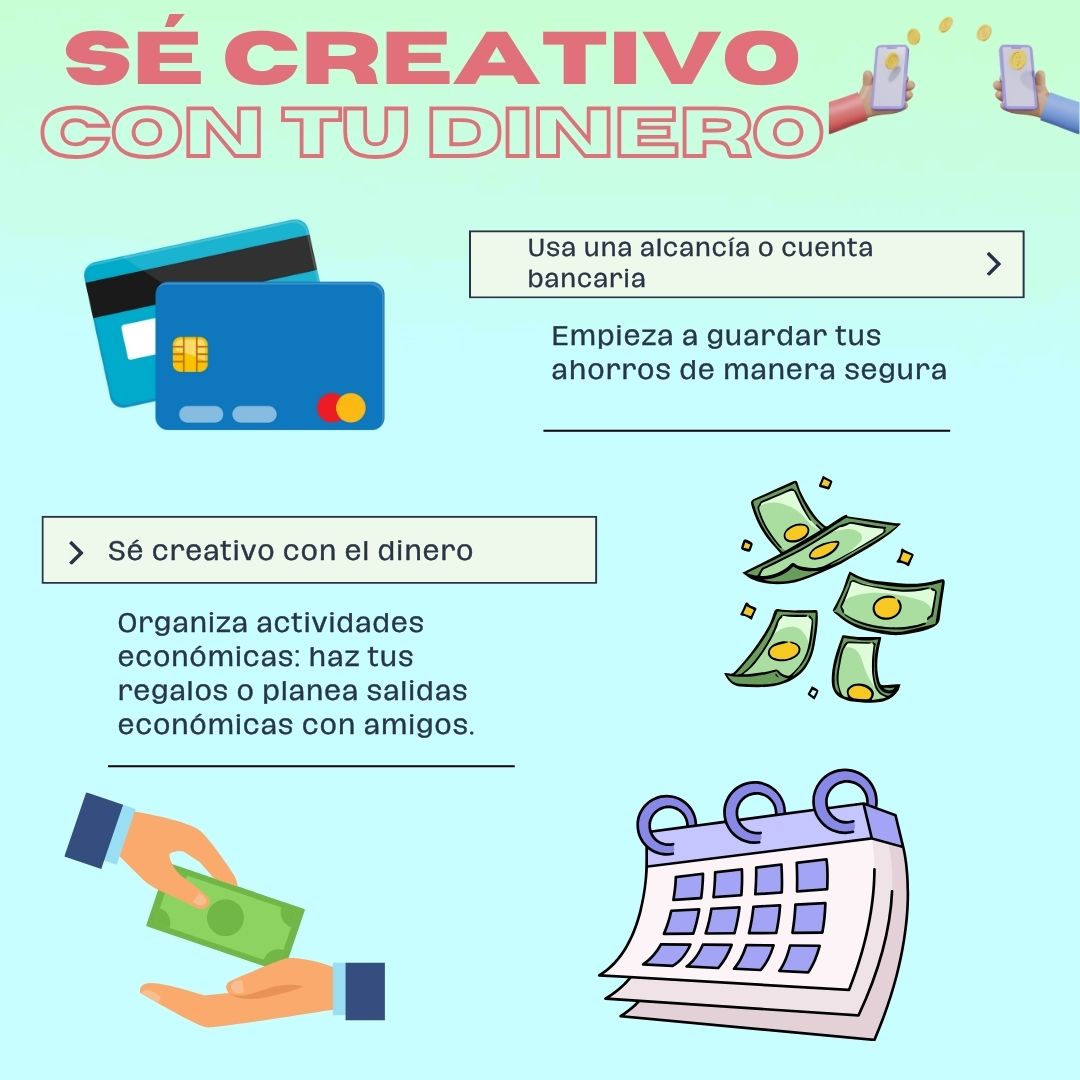 SÉ CREATIVO
CON TU DINERO
Usa una alcancía o cuenta
bancaria
Empieza a guardar tus
ahorros de manera segura
Sé creativo con el dinero
Organiza actividades
económicas: haz tus
regalos o planea salidas
económicas con amigos.